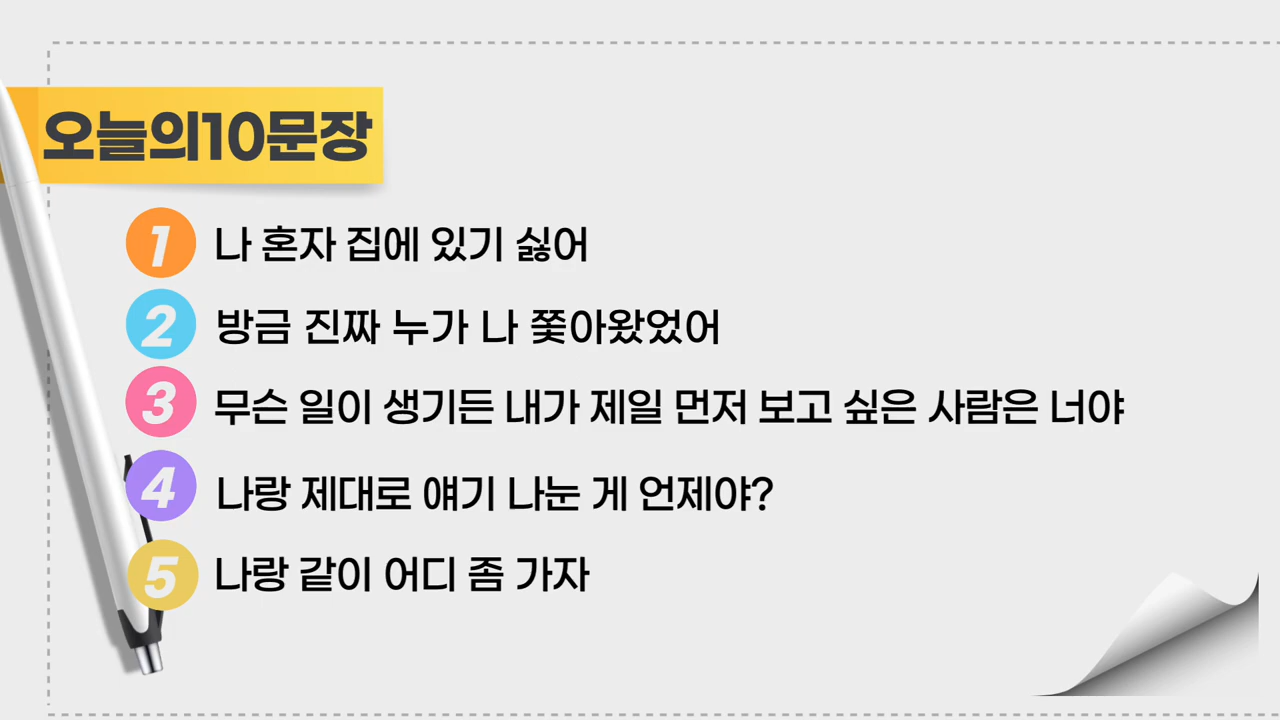 오늘의10문장
1 나 혼자 집에 있기 싫어
2 방금 진짜 누가 나 쫓아왔었어
3 무슨 일이 생기든 내가 제일 먼저 보고 싶은 사람은 너야
4 나랑 제대로 얘기 나눈 게 언제야?
5 나랑 같이 어디 좀 가자